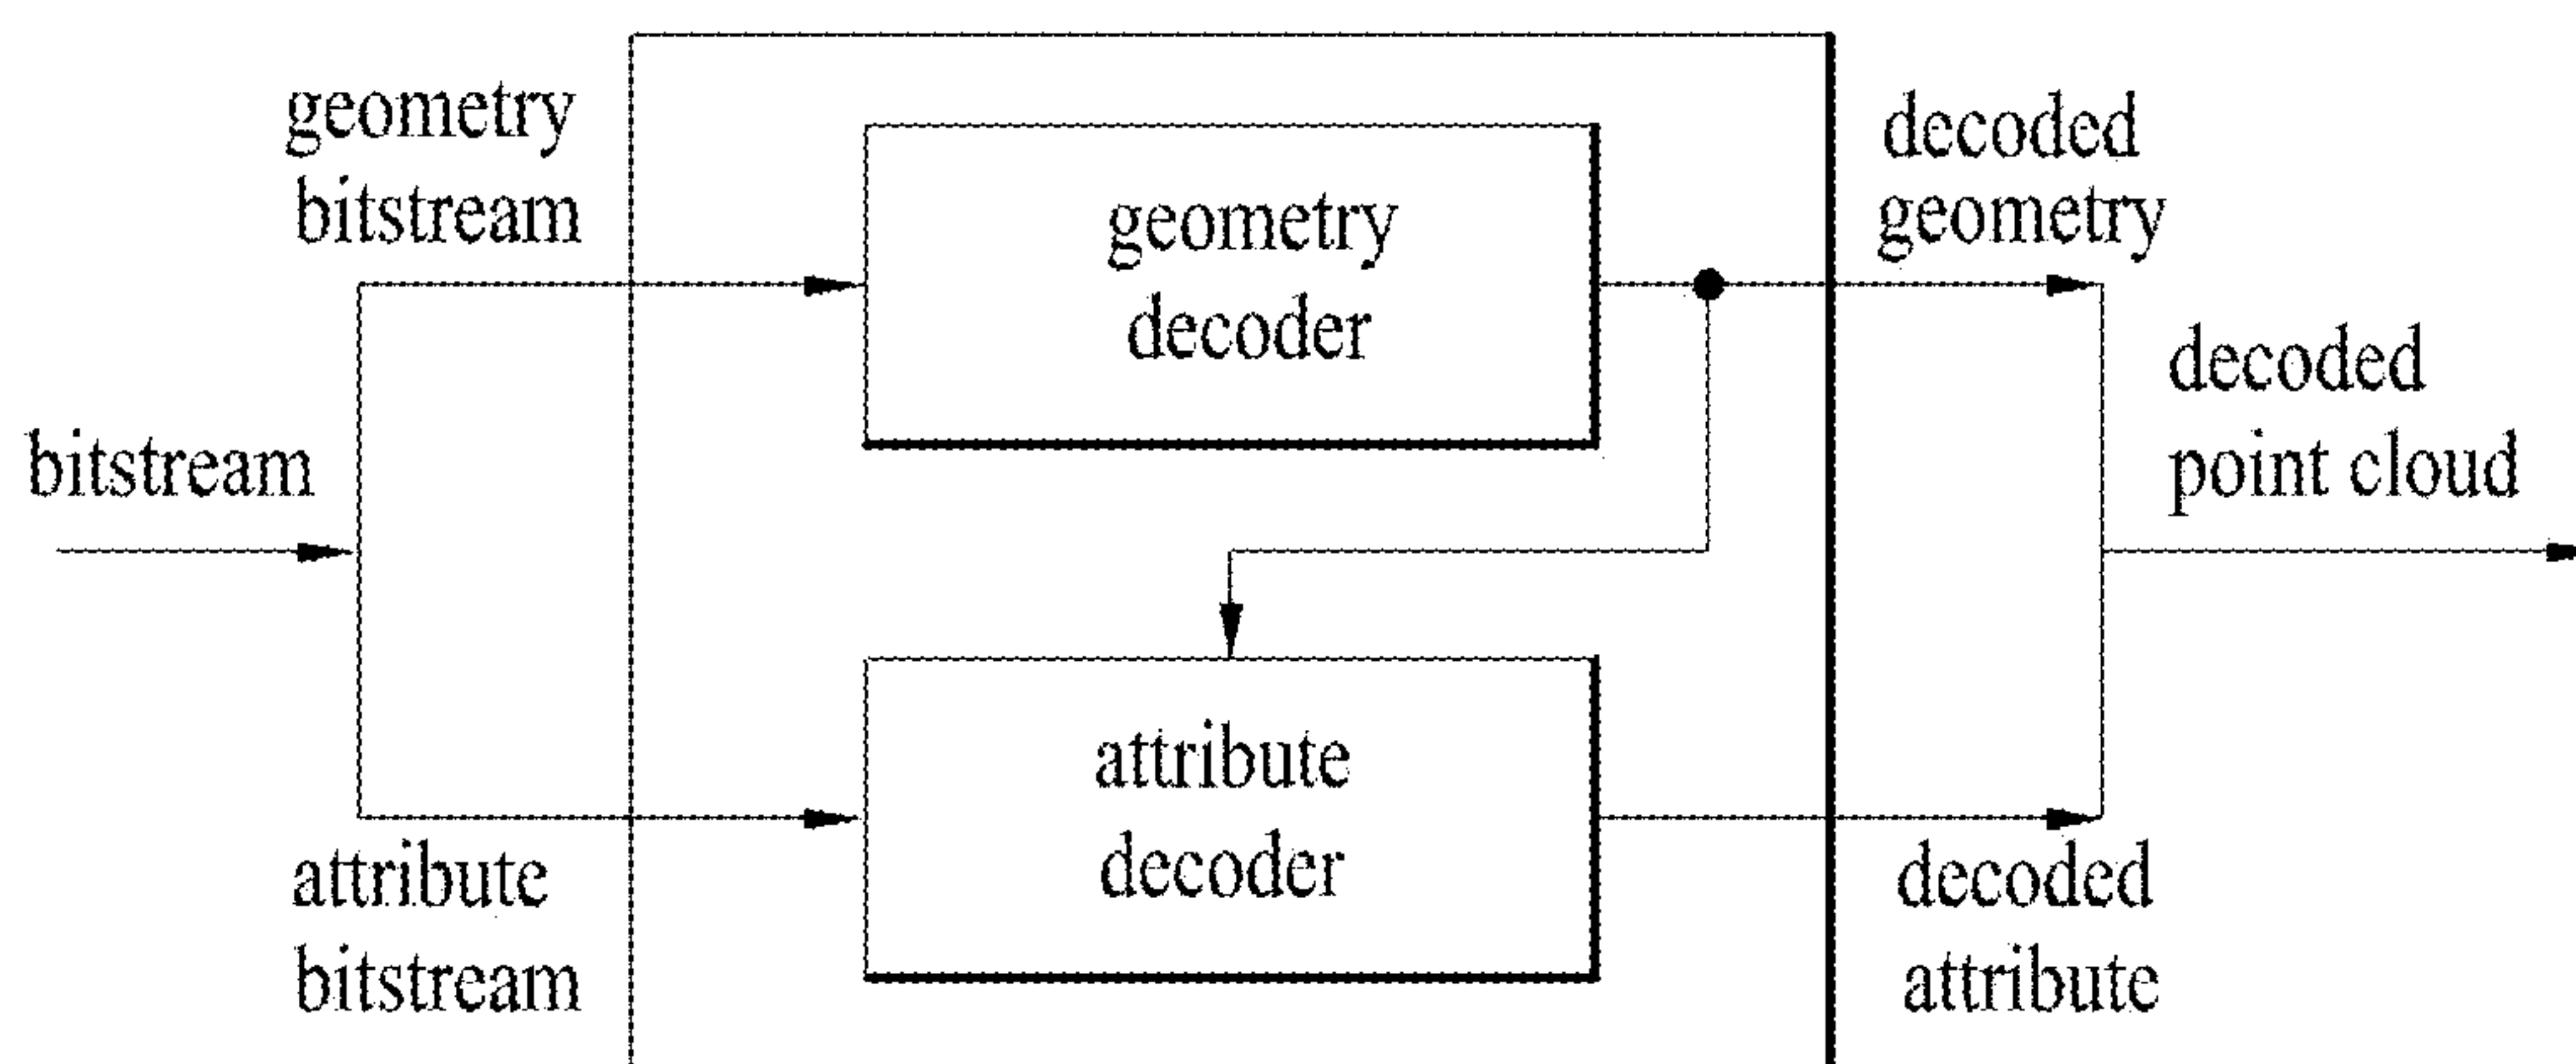 geometry
bitstream
geometry
decoder
decoded
geometry
bitstream
decoded
point cloud
attribute
decoder
attribute
bitstream
decoded
attribute